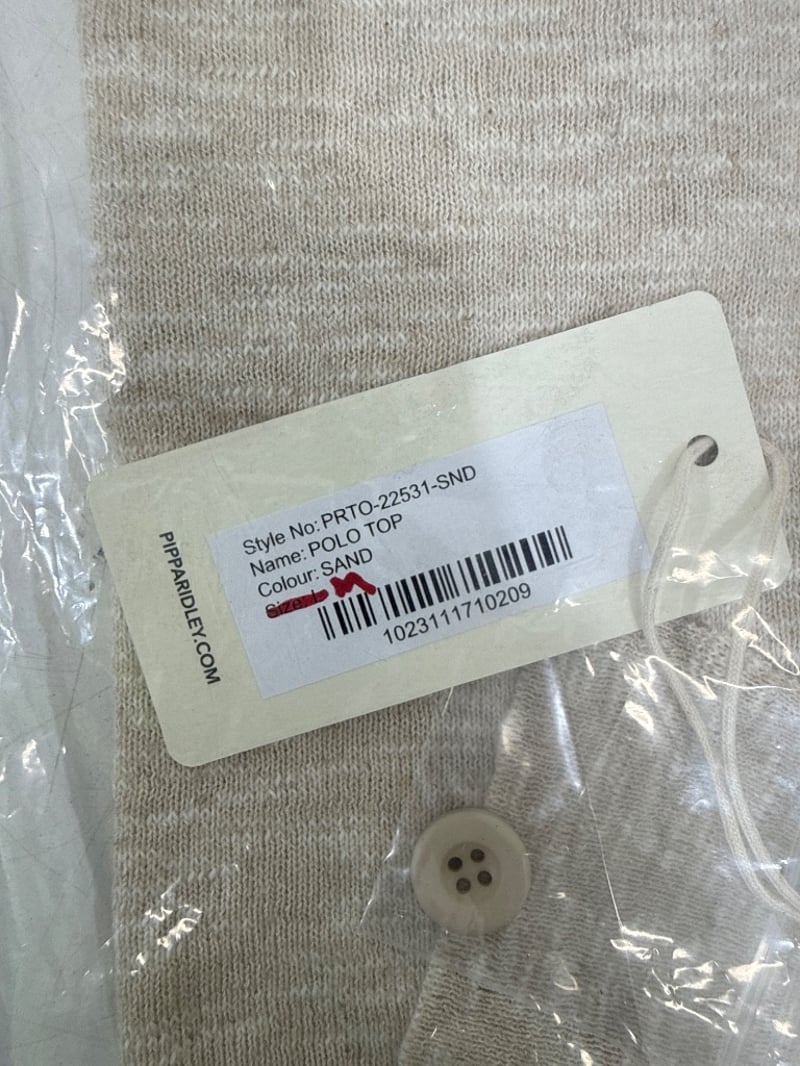 Style No: PRTO-22531-SND
Name: POLO TOP
Colour: SAND
Size: L M
1023111710209
PIPPARIDLEY.COM